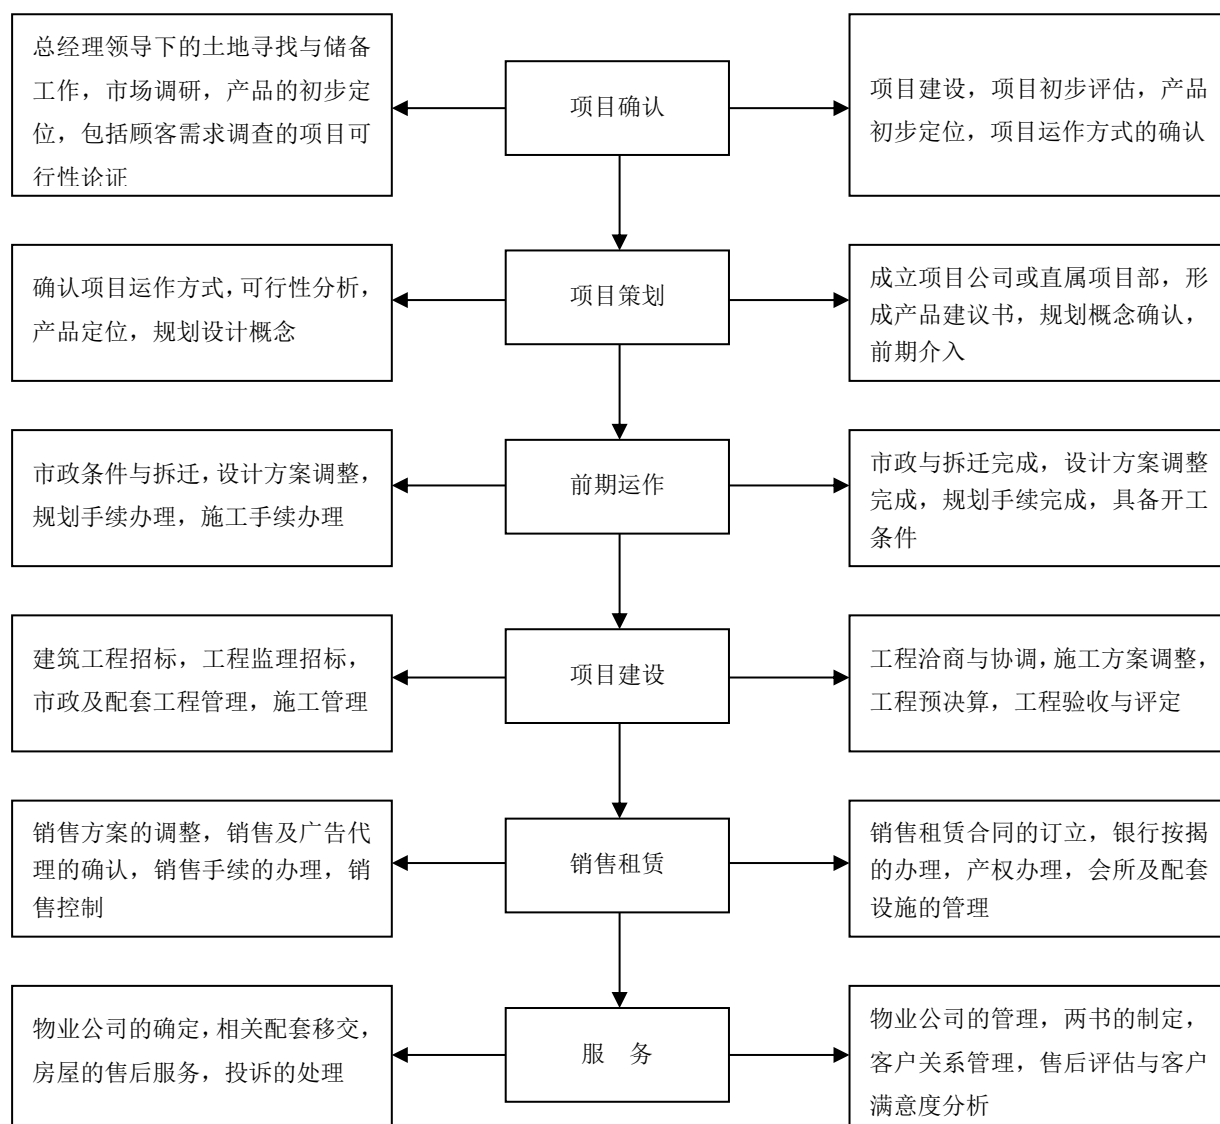 总经理领导下的土地寻找与储备
工作，市场调研，产品的初步定
位，包括顾客需求调查的项目可
行性论证
项目确认
项目建设，项目初步评估，产品
初步定位，项目运作方式的确认
确认项目运作方式，可行性分析，
产品定位，规划设计概念
项目策划
成立项目公司或直属项目部，形
成产品建议书，规划概念确认，
前期介入
市政条件与拆迁，设计方案调整，
规划手续办理，施工手续办理
前期运作
市政与拆迁完成，设计方案调整
完成，规划手续完成，具备开工
条件
建筑工程招标，工程监理招标，
市政及配套工程管理，施工管理
项目建设
工程洽商与协调，施工方案调整，
工程预决算，工程验收与评定
销售方案的调整，销售及广告代
理的确认，销售手续的办理，销
售控制
销售租赁
销售租赁合同的订立，银行按揭
的办理，产权办理，会所及配套
设施的管理
物业公司的确定，相关配套移交，
房屋的售后服务，投诉的处理
服　务
物业公司的管理，两书的制定，
客户关系管理，售后评估与客户
满意度分析